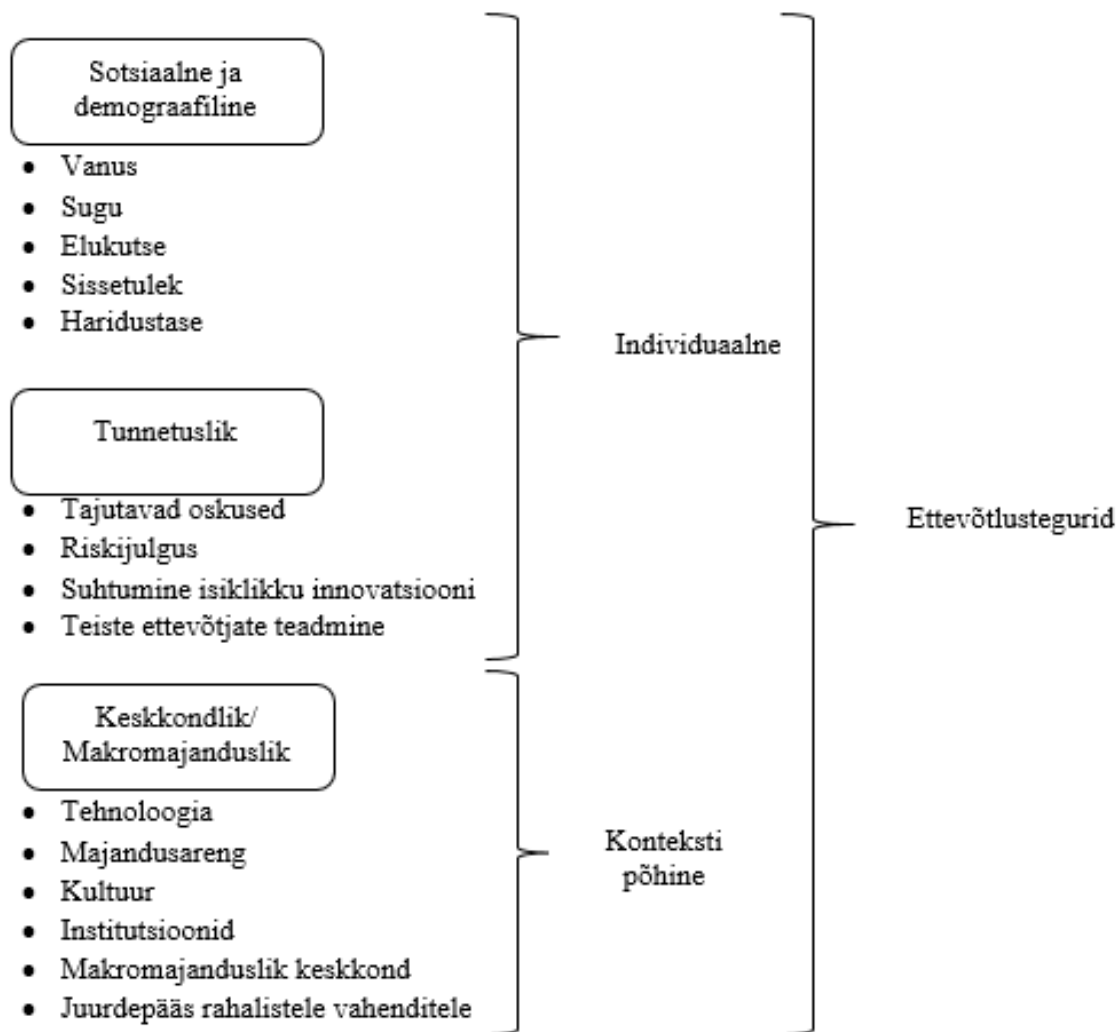 Sotsiaalne ja
demograafiline
• Vanus
• Sugu
• Elukutse
• Sissetulek
• Haridustase
Individuaalne
Tunnetuslik
• Tajutavad oskused
• Riskijulgus
• Suhtumine isiklikku innovatsiooni
• Teiste ettevõtjate teadmine
Ettevõtlustegurid
Keskkondlik/
Makromajanduslik
• Tehnoloogia
• Majandusareng
• Kultuur
• Institutsioonid
• Makromajanduslik keskkond
• Juurdepääs rahalistele vahenditele
Konteksti
põhine